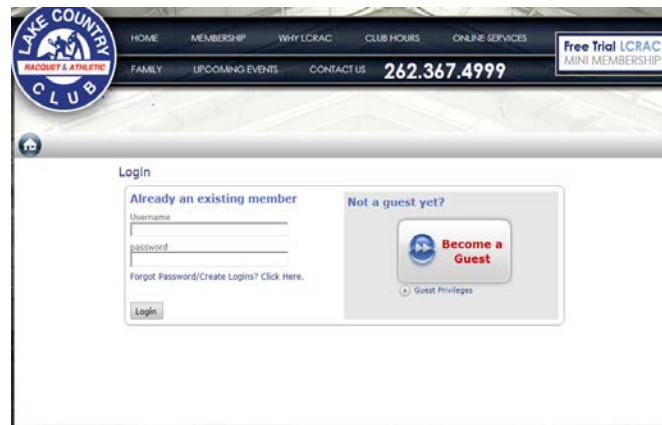 LAKE COUNTRY
RACQUET & ATHLETIC
CLUB
HOME MEMBERSHIP WHY LCRAC CLUB HOURS ONLINE SERVICES
FAMILY UPCOMING EVENTS CONTACT US 262.367.4999
Free Trial LCRAC
MINI MEMBERSHIP
Login
Already an existing member
Username
password
Forgot Password/Create Logins? Click Here.
Login
Not a guest yet?
Become a
Guest
Guest Privileges